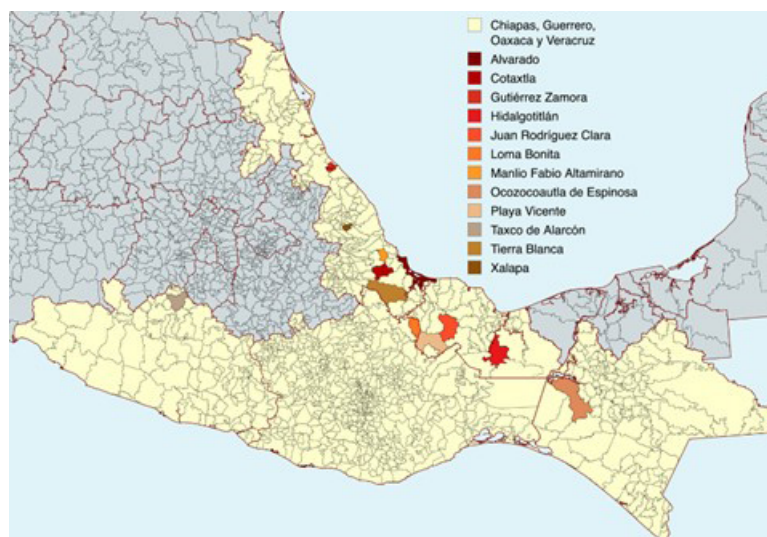 Chiapas, Guerrero,
Oaxaca y Veracruz
Alvarado
Cotaxtla
Gutiérrez Zamora
Hidalgotitlán
Juan Rodríguez Clara
Loma Bonita
Manlio Fabio Altamirano
Ocozocoautla de Espinosa
Playa Vicente
Taxco de Alarcón
Tierra Blanca
Xalapa